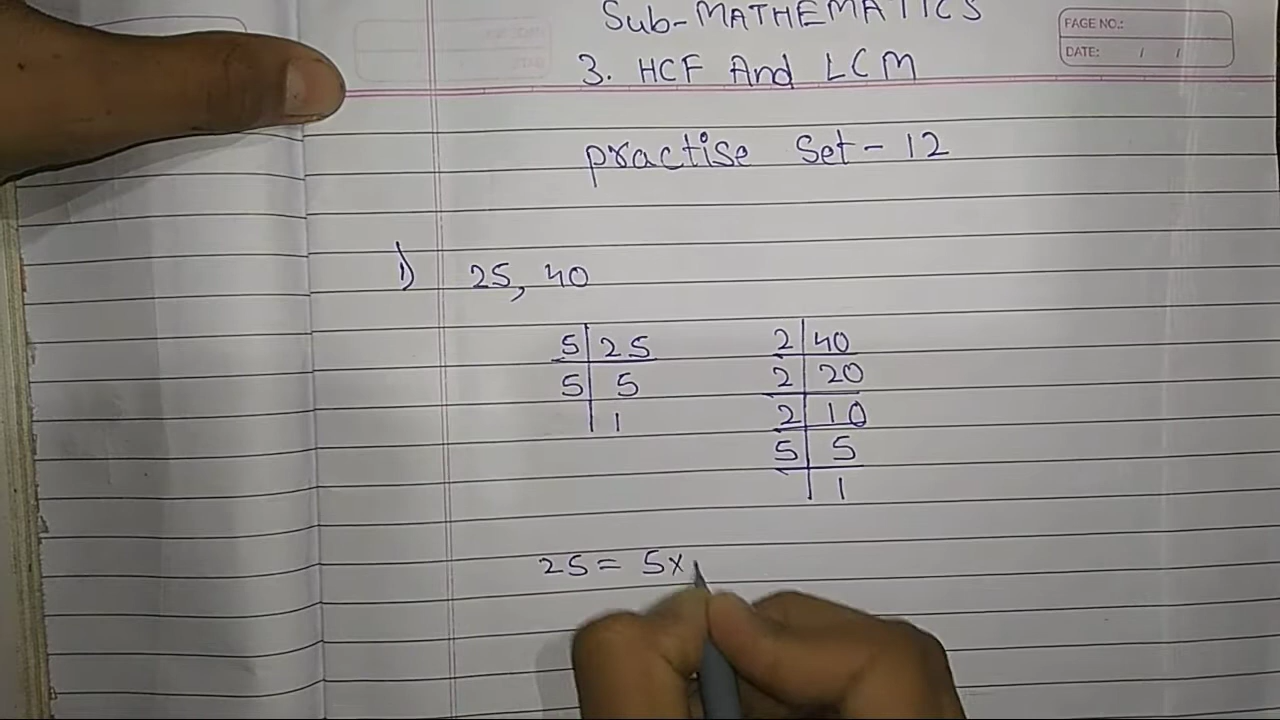 Sub-MATHEMATICS
PAGE NO.:
DATE: / /
3. HCF And LCM
practise Set-12
1) 25, 40
5 25 2 40
5 5 2 20
1 2 10
5 5
1
25= 5x